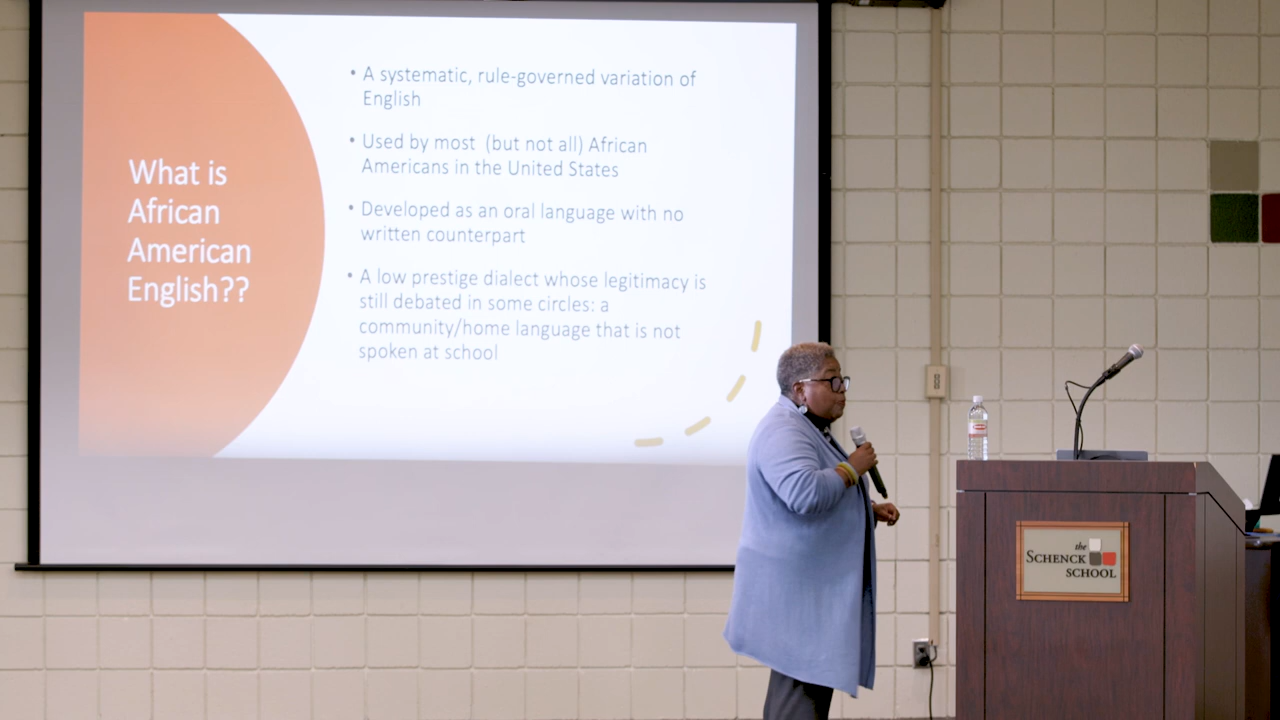 What is
African
American
English??
• A systematic, rule-governed variation of
English
• Used by most (but not all) African
Americans in the United States
• Developed as an oral language with no
written counterpart
• A low prestige dialect whose legitimacy is
still debated in some circles: a
community/home language that is not
spoken at school
the
SCHENCK
SCHOOL